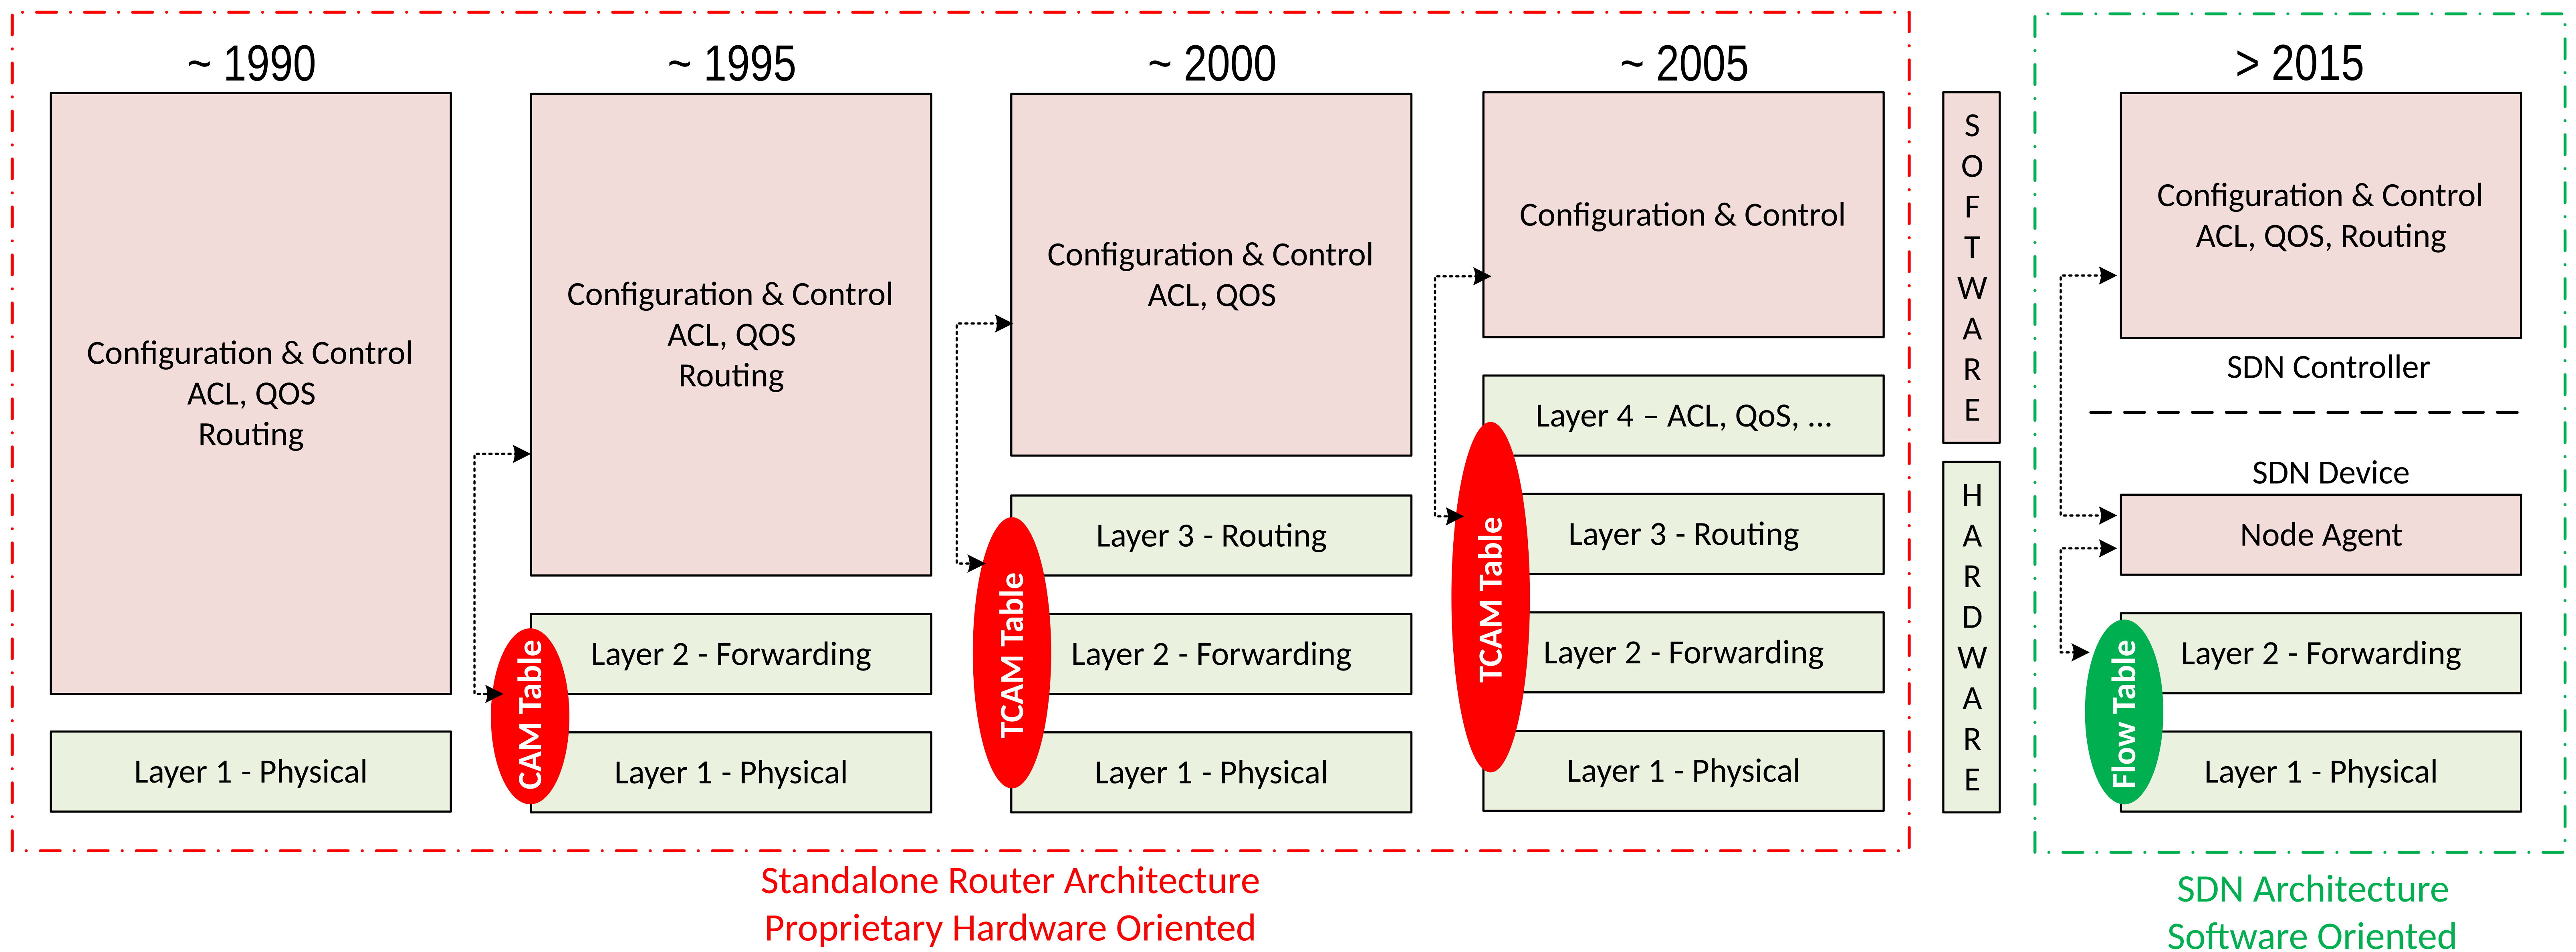 ~ 1990
Configuration & Control
ACL, QOS
Routing
Layer 1 - Physical
~ 1995
Configuration & Control
ACL, QOS
Routing
Layer 2 - Forwarding
Layer 1 - Physical
CAM Table
~ 2000
Configuration & Control
ACL, QOS
Layer 3 - Routing
Layer 2 - Forwarding
Layer 1 - Physical
TCAM Table
~ 2005
Configuration & Control
Layer 4 – ACL, QoS, ...
Layer 3 - Routing
Layer 2 - Forwarding
Layer 1 - Physical
TCAM Table
SOFTWARE
HARDWARE
> 2015
Configuration & Control
ACL, QOS, Routing
SDN Controller
SDN Device
Node Agent
Layer 2 - Forwarding
Layer 1 - Physical
Flow Table
Standalone Router Architecture
Proprietary Hardware Oriented
SDN Architecture
Software Oriented